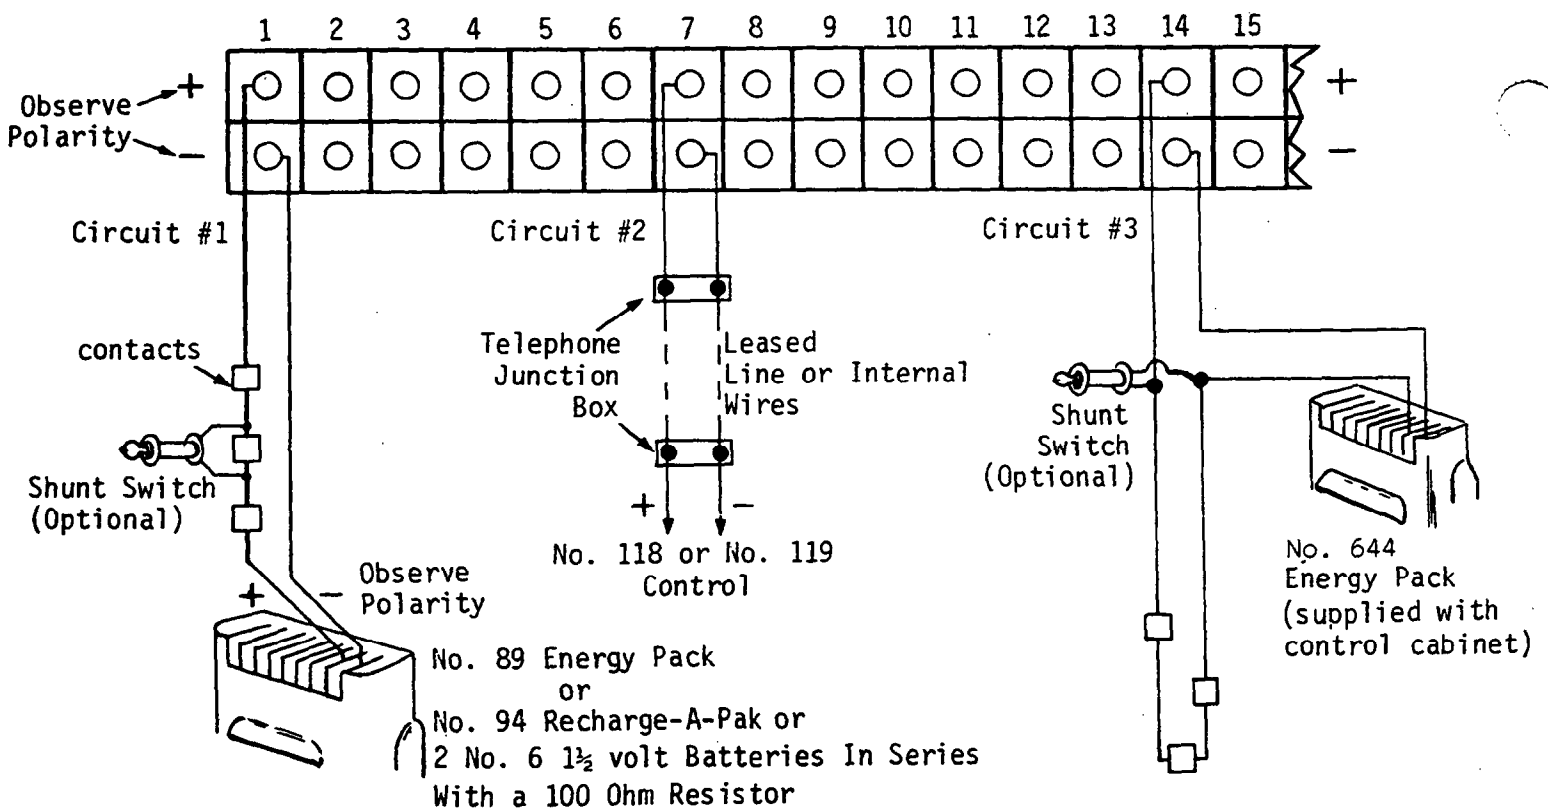 1 2 3 4 5 6 7 8 9 10 11 12 13 14 15
Observe
Polarity
+ +
− −
Circuit #1
Circuit #2
Circuit #3
contacts
Shunt Switch
(Optional)
+ −
Observe
Polarity
No. 89 Energy Pack
or
No. 94 Recharge-A-Pak or
2 No. 6 1½ volt Batteries In Series
With a 100 Ohm Resistor
Telephone
Junction
Box
Leased
Line or Internal
Wires
+ −
No. 118 or No. 119
Control
Shunt
Switch
(Optional)
No. 644
Energy Pack
(supplied with
control cabinet)